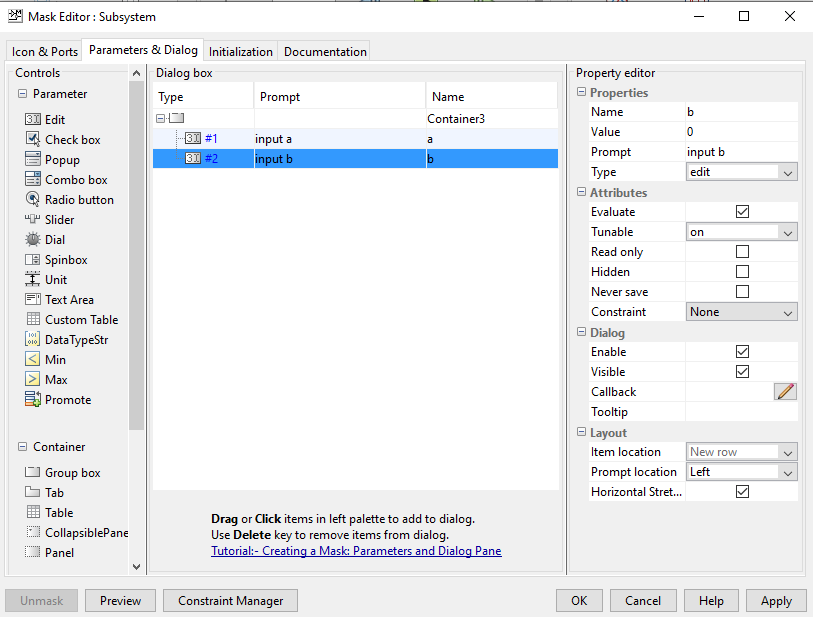 Mask Editor : Subsystem
Icon & Ports
Parameters & Dialog
Initialization
Documentation
Controls
Parameter
Edit
Check box
Popup
Combo box
Radio button
Slider
Dial
Spinbox
Unit
Text Area
Custom Table
DataTypeStr
Min
Max
Promote
Container
Group box
Tab
Table
CollapsiblePane
Panel
Dialog box
Type Prompt Name
Container3
#1 input a a
#2 input b b
Drag or Click items in left palette to add to dialog.
Use Delete key to remove items from dialog.
Tutorial:- Creating a Mask: Parameters and Dialog Pane
Property editor
Properties
Name b
Value 0
Prompt input b
Type edit
Attributes
Evaluate
Tunable on
Read only
Hidden
Never save
Constraint None
Dialog
Enable
Visible
Callback
Tooltip
Layout
Item location New row
Prompt location Left
Horizontal Stret...
Unmask
Preview
Constraint Manager
OK
Cancel
Help
Apply